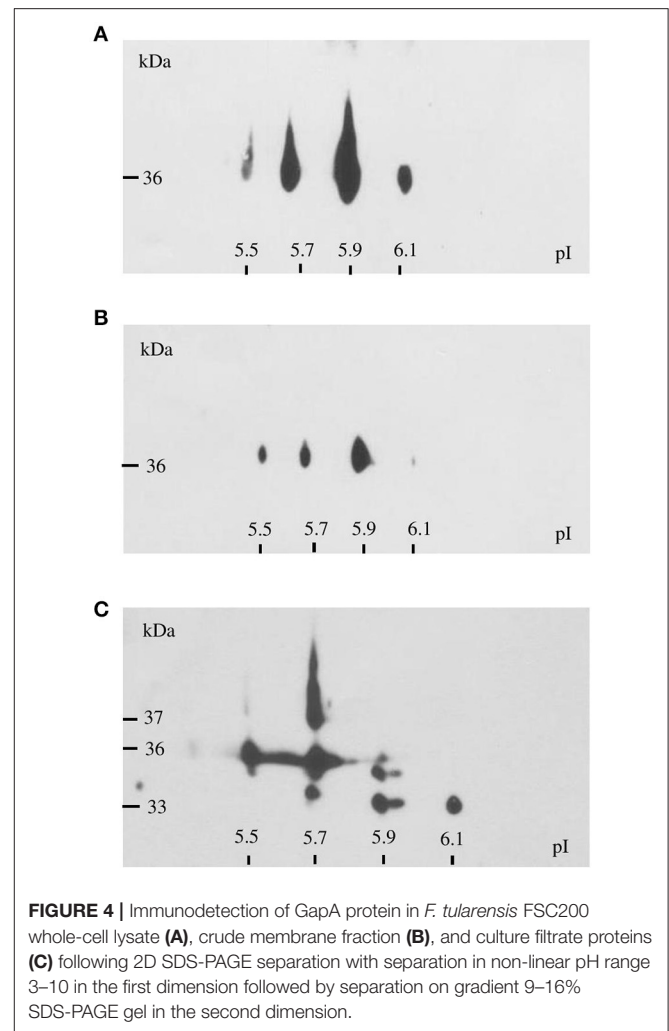 A
kDa
36
5.5 5.7 5.9 6.1 pI
B
kDa
36
5.5 5.7 5.9 6.1 pI
C
kDa
37
36
33
5.5 5.7 5.9 6.1 pI
FIGURE 4 | Immunodetection of GapA protein in F. tularensis FSC200
whole-cell lysate (A), crude membrane fraction (B), and culture filtrate proteins
(C) following 2D SDS-PAGE separation with separation in non-linear pH range
3–10 in the first dimension followed by separation on gradient 9–16%
SDS-PAGE gel in the second dimension.